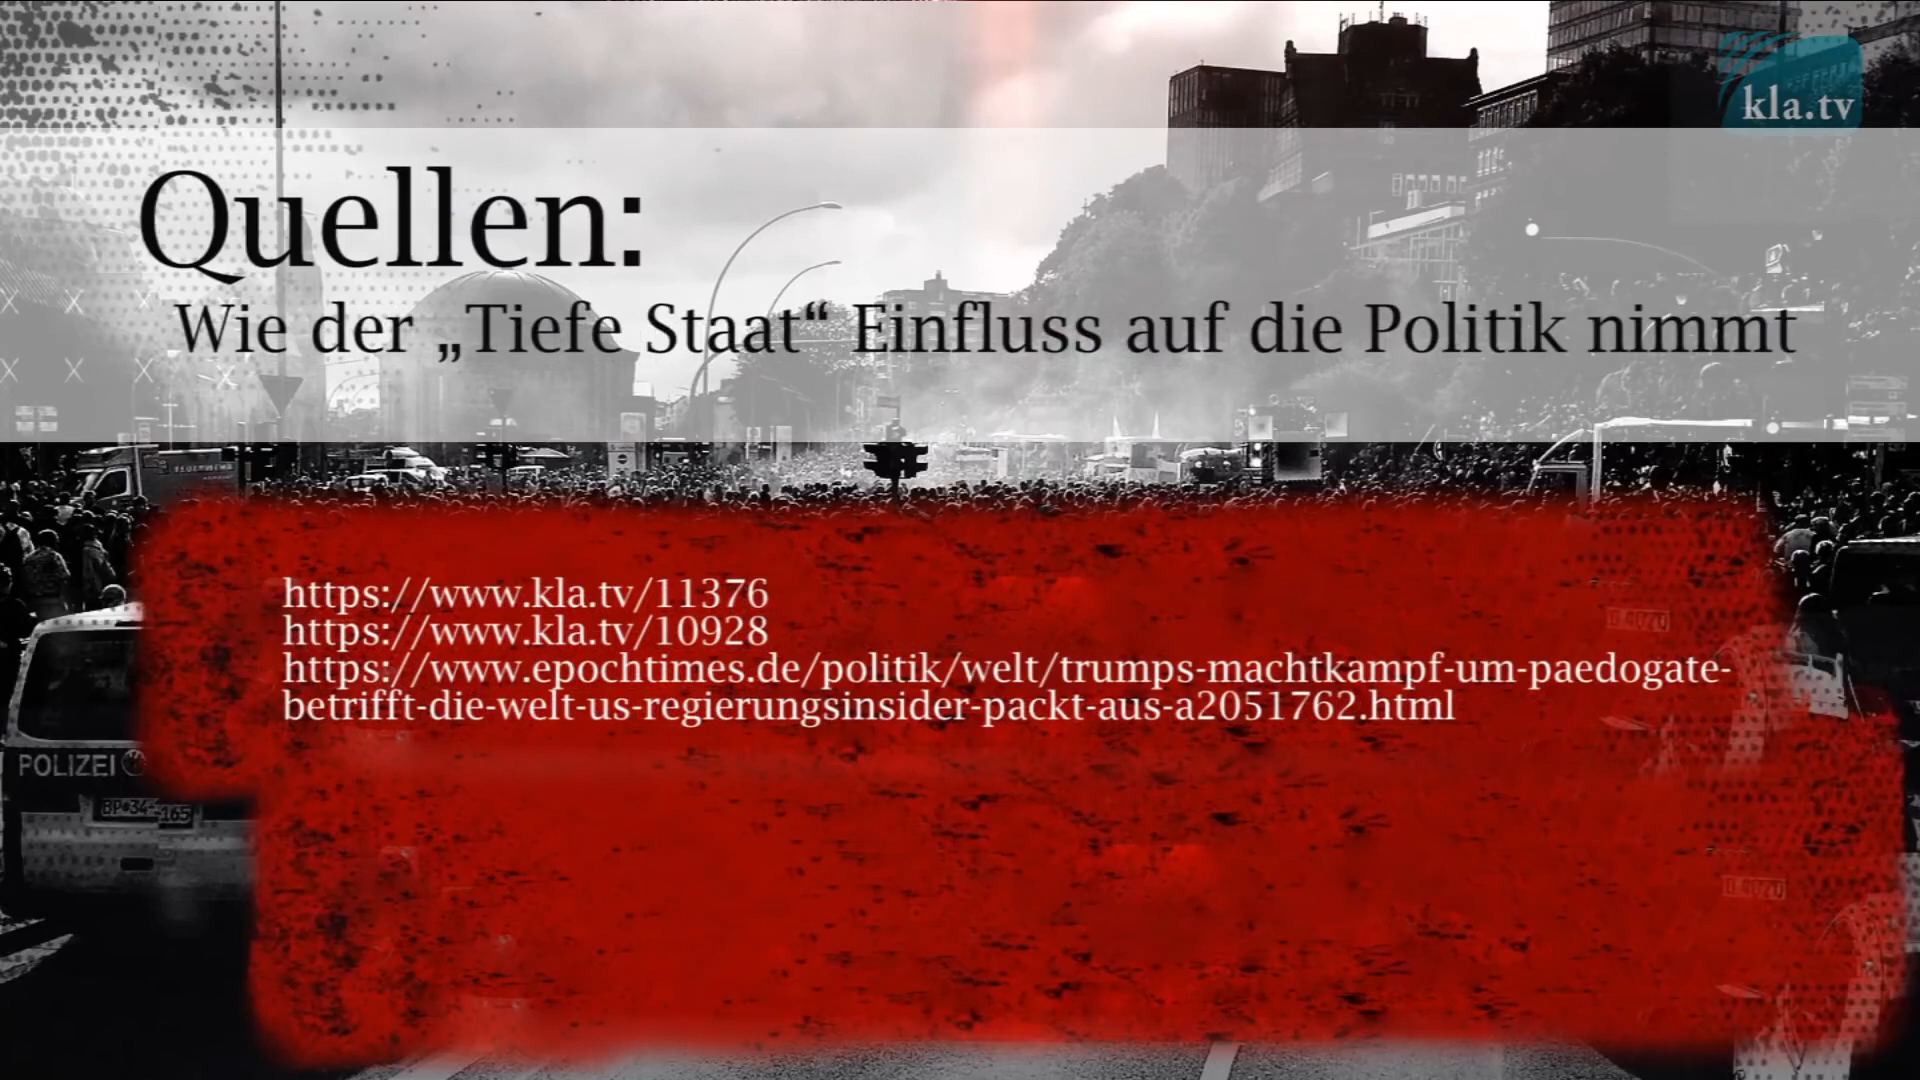 kla.tv
Quellen:
Wie der „Tiefe Staat“ Einfluss auf die Politik nimmt
https://www.kla.tv/11376
https://www.kla.tv/10928
https://www.epochtimes.de/politik/welt/trumps-machtkampf-um-paedogate-
betrifft-die-welt-us-regierungsinsider-packt-aus-a2051762.html
POLIZEI